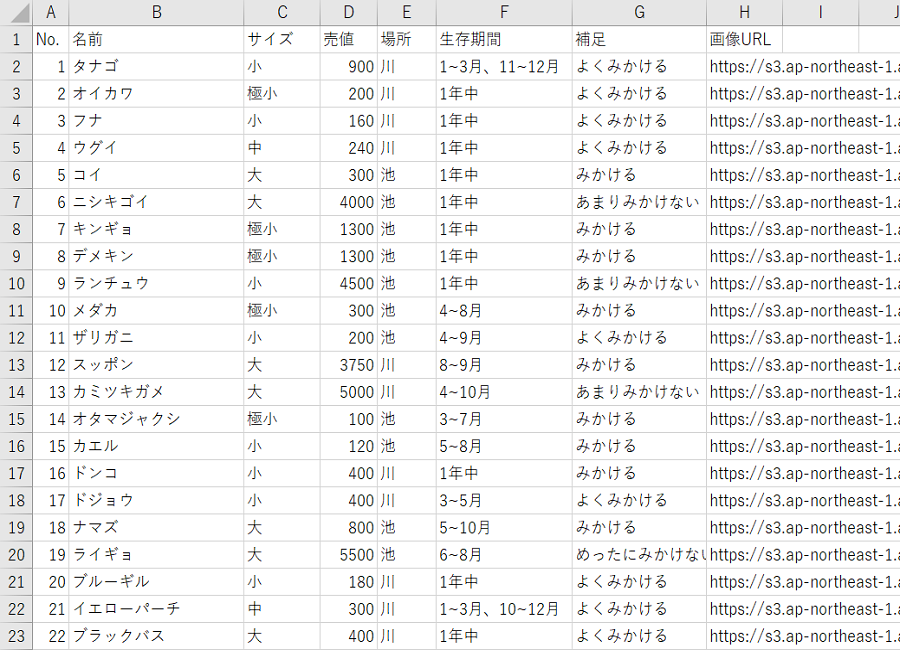 A B C D E F G H I J
1 No. 名前 サイズ 売値 場所 生存期間 補足 画像URL
2 1 タナゴ 小 900 川 1~3月、11~12月 よくみかける https://s3.ap-northeast-1.a
3 2 オイカワ 極小 200 川 1年中 よくみかける https://s3.ap-northeast-1.a
4 3 フナ 小 160 川 1年中 よくみかける https://s3.ap-northeast-1.a
5 4 ウグイ 中 240 川 1年中 よくみかける https://s3.ap-northeast-1.a
6 5 コイ 大 300 池 1年中 みかける https://s3.ap-northeast-1.a
7 6 ニシキゴイ 大 4000 池 1年中 あまりみかけない https://s3.ap-northeast-1.a
8 7 キンギョ 極小 1300 池 1年中 みかける https://s3.ap-northeast-1.a
9 8 デメキン 極小 1300 池 1年中 みかける https://s3.ap-northeast-1.a
10 9 ランチュウ 小 4500 池 1年中 あまりみかけない https://s3.ap-northeast-1.a
11 10 メダカ 極小 300 池 4~8月 みかける https://s3.ap-northeast-1.a
12 11 ザリガニ 小 200 池 4~9月 よくみかける https://s3.ap-northeast-1.a
13 12 スッポン 大 3750 川 8~9月 みかける https://s3.ap-northeast-1.a
14 13 カミツキガメ 大 5000 川 4~10月 あまりみかけない https://s3.ap-northeast-1.a
15 14 オタマジャクシ 極小 100 池 3~7月 みかける https://s3.ap-northeast-1.a
16 15 カエル 小 120 池 5~8月 みかける https://s3.ap-northeast-1.a
17 16 ドンコ 小 400 川 1年中 みかける https://s3.ap-northeast-1.a
18 17 ドジョウ 小 400 川 3~5月 よくみかける https://s3.ap-northeast-1.a
19 18 ナマズ 大 800 池 5~10月 みかける https://s3.ap-northeast-1.a
20 19 ライギョ 大 5500 池 6~8月 めったにみかけない https://s3.ap-northeast-1.a
21 20 ブルーギル 小 180 川 1年中 よくみかける https://s3.ap-northeast-1.a
22 21 イエローパーチ 中 300 川 1~3月、10~12月 よくみかける https://s3.ap-northeast-1.a
23 22 ブラックバス 大 400 川 1年中 よくみかける https://s3.ap-northeast-1.a